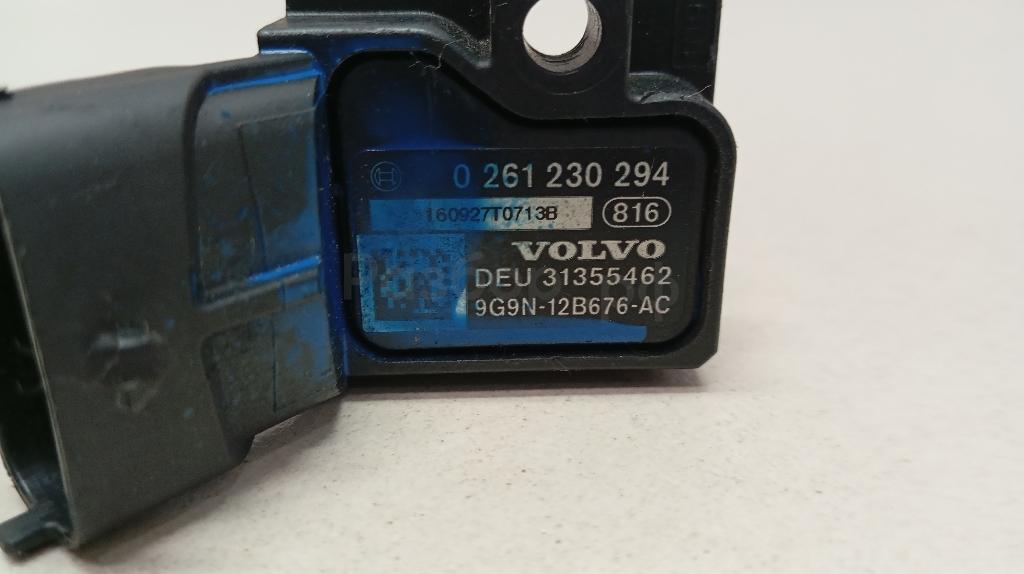 0 261 230 294
160927T0713B 816
VOLVO
DEU 31355462
9G9N-12B676-AC